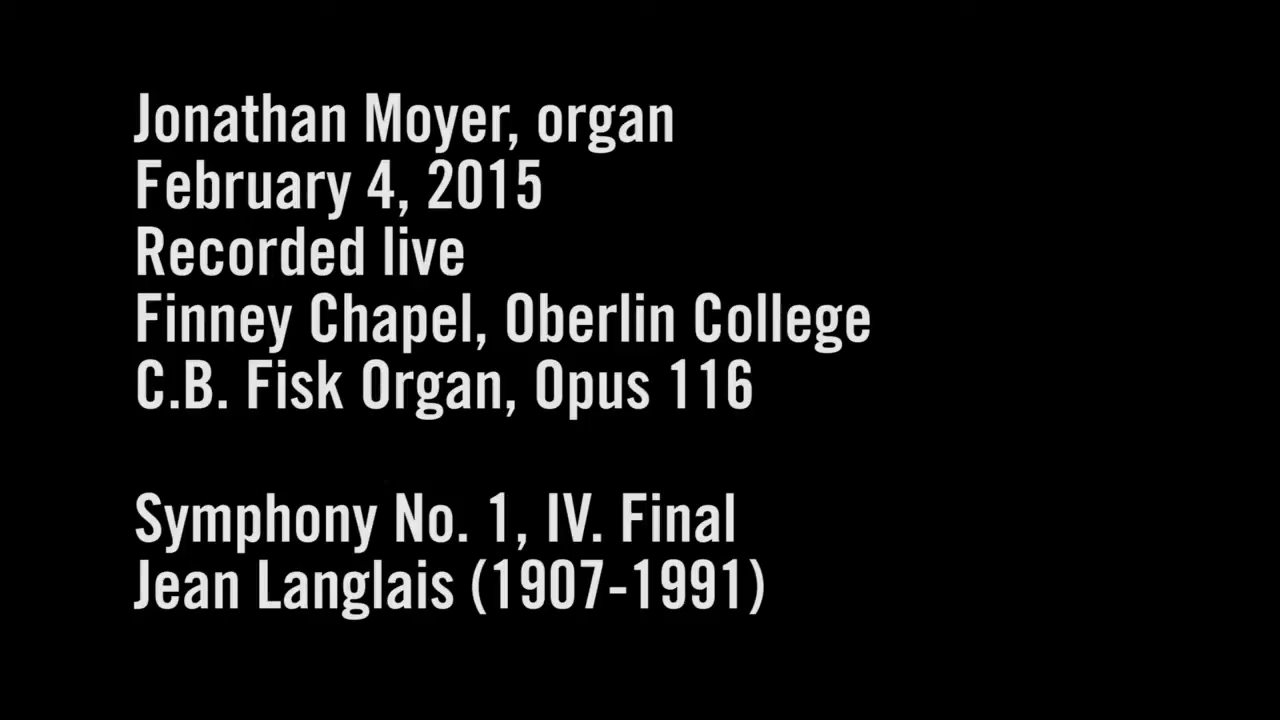 Jonathan Moyer, organ
February 4, 2015
Recorded live
Finney Chapel, Oberlin College
C.B. Fisk Organ, Opus 116
Symphony No. 1, IV. Final
Jean Langlais (1907-1991)